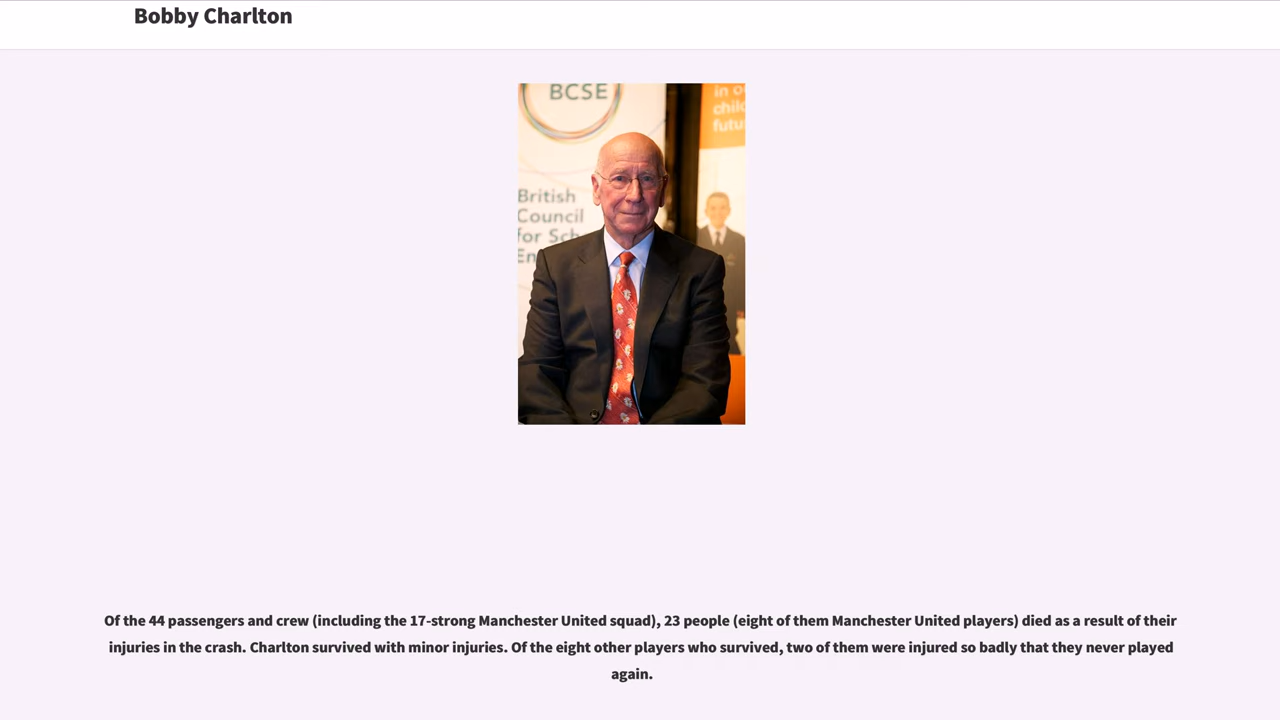 Bobby Charlton
BCSE
British
Council
for Sch
En
in o
chil
futu
Of the 44 passengers and crew (including the 17-strong Manchester United squad), 23 people (eight of them Manchester United players) died as a result of their
injuries in the crash. Charlton survived with minor injuries. Of the eight other players who survived, two of them were injured so badly that they never played
again.